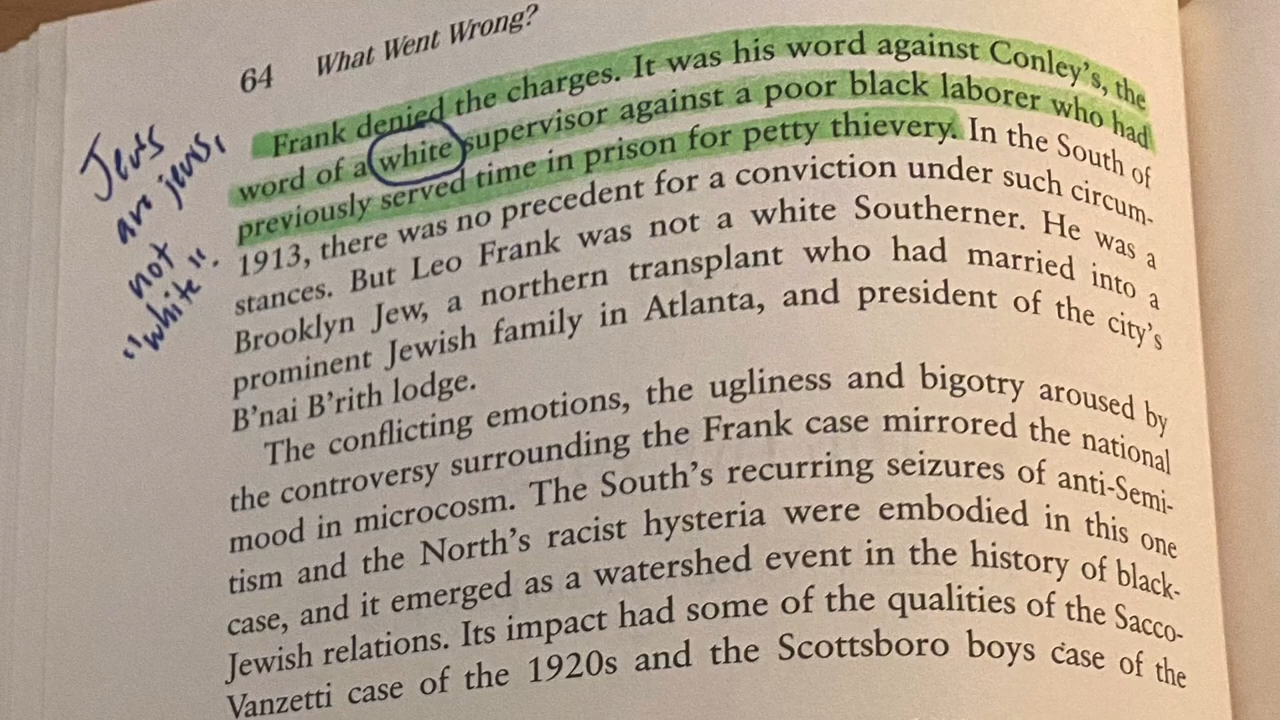 64 What Went Wrong?
Frank denied the charges. It was his word against Conley's, the
word of a white supervisor against a poor black laborer who had
previously served time in prison for petty thievery. In the South of
1913, there was no precedent for a conviction under such circum-
stances. But Leo Frank was not a white Southerner. He was a
Brooklyn Jew, a northern transplant who had married into a
prominent Jewish family in Atlanta, and president of the city's
B'nai B'rith lodge.
The conflicting emotions, the ugliness and bigotry aroused by
the controversy surrounding the Frank case mirrored the national
mood in microcosm. The South's recurring seizures of anti-Semi-
tism and the North's racist hysteria were embodied in this one
case, and it emerged as a watershed event in the history of black-
Jewish relations. Its impact had some of the qualities of the Sacco-
Vanzetti case of the 1920s and the Scottsboro boys case of the
Jews
are jews,
not
"white".